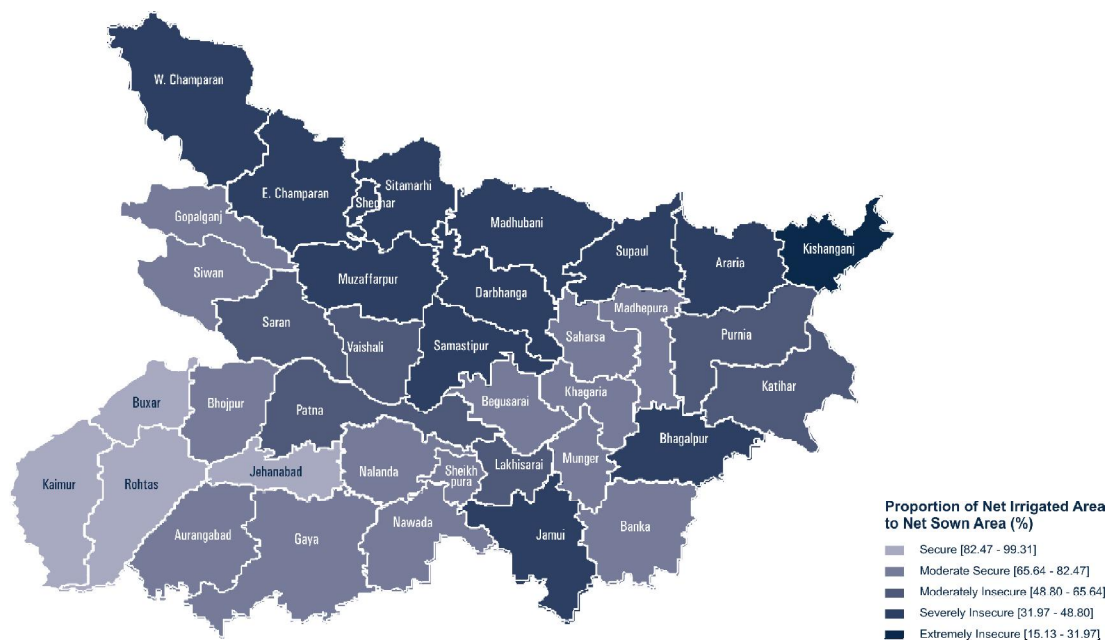 W. Champaran
E. Champaran
Sitamarhi
Sheohar
Gopalganj
Madhubani
Kishanganj
Supaul
Araria
Siwan
Muzaffarpur
Darbhanga
Madhepura
Saran
Vaishali
Samastipur
Saharsa
Purnia
Katihar
Buxar
Bhojpur
Patna
Begusarai
Khagaria
Bhagalpur
Kaimur
Rohtas
Jehanabad
Nalanda
Sheikh
pura
Lakhisarai
Munger
Aurangabad
Gaya
Nawada
Jamui
Banka
Proportion of Net Irrigated Area
to Net Sown Area (%)
Secure [82.47 - 99.31]
Moderate Secure [65.64 - 82.47]
Moderately Insecure [48.80 - 65.64]
Severely Insecure [31.97 - 48.80]
Extremely Insecure [15.13 - 31.97]